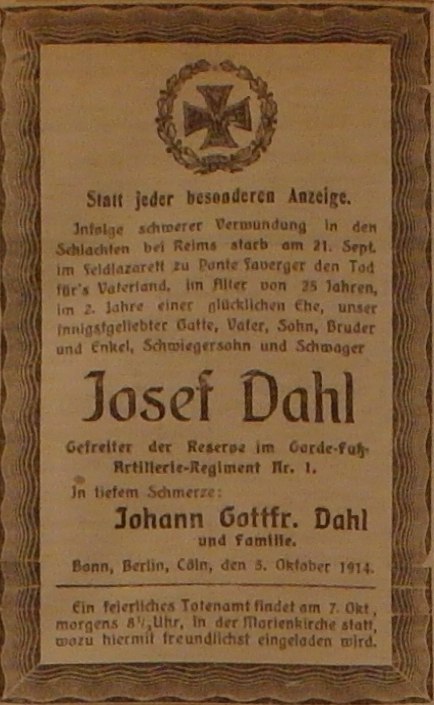 Statt jeder besonderen Anzeige.
Infolge schwerer Verwundung in den
Schlachten bei Reims starb am 21. Sept.
im Feldlazarett zu Ponte Faverger den Tod
für's Vaterland, im Alter von 25 Jahren,
im 2. Jahre einer glücklichen Ehe, unser
innigstgeliebter Gatte, Vater, Sohn, Bruder
und Enkel, Schwiegersohn und Schwager
Josef Dahl
Gefreiter der Reserve im Garde-Fuß-
Artillerie-Regiment Nr. 1.
In tiefem Schmerze:
Johann Gottfr. Dahl
und Familie.
Bonn, Berlin, Cöln, den 5. Oktober 1914.
Ein feierliches Totenamt findet am 7. Okt.,
morgens 8½ Uhr, in der Marienkirche statt,
wozu hiermit freundlichst eingeladen wird.